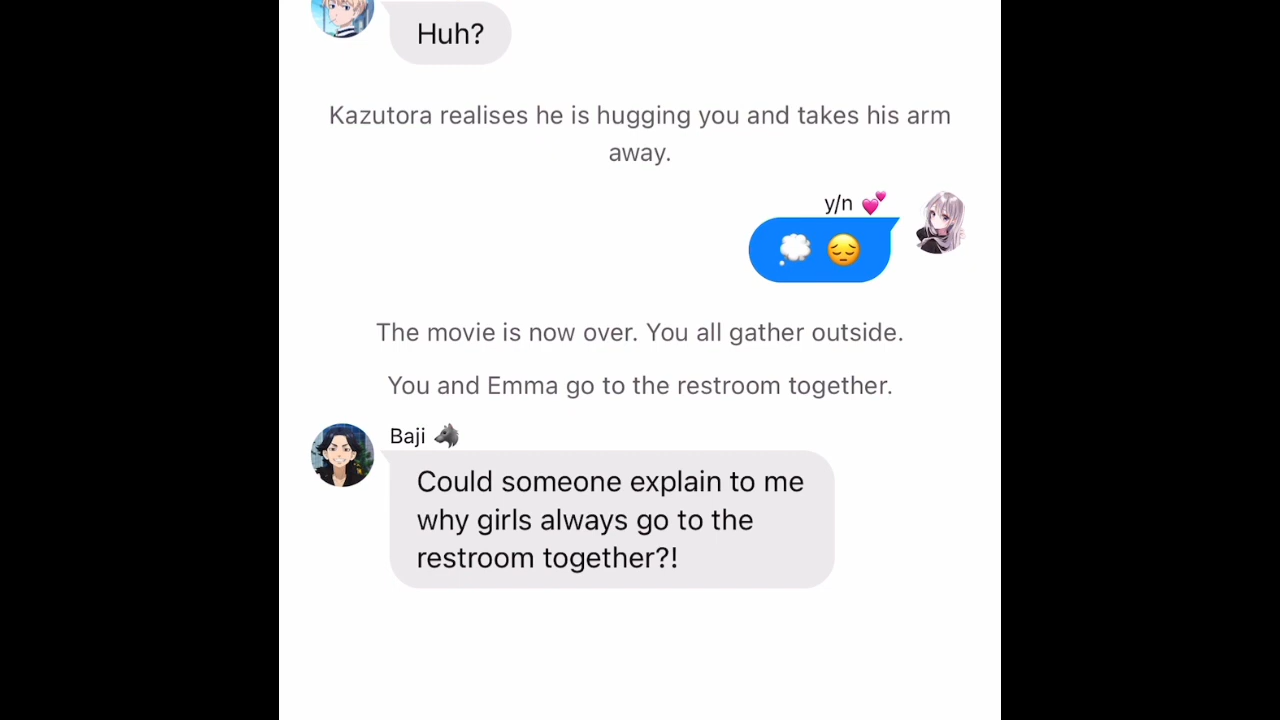 Huh?
Kazutora realises he is hugging you and takes his arm
away.
y/n 💕
💭 😔
The movie is now over. You all gather outside.
You and Emma go to the restroom together.
Baji 🐺
Could someone explain to me
why girls always go to the
restroom together?!